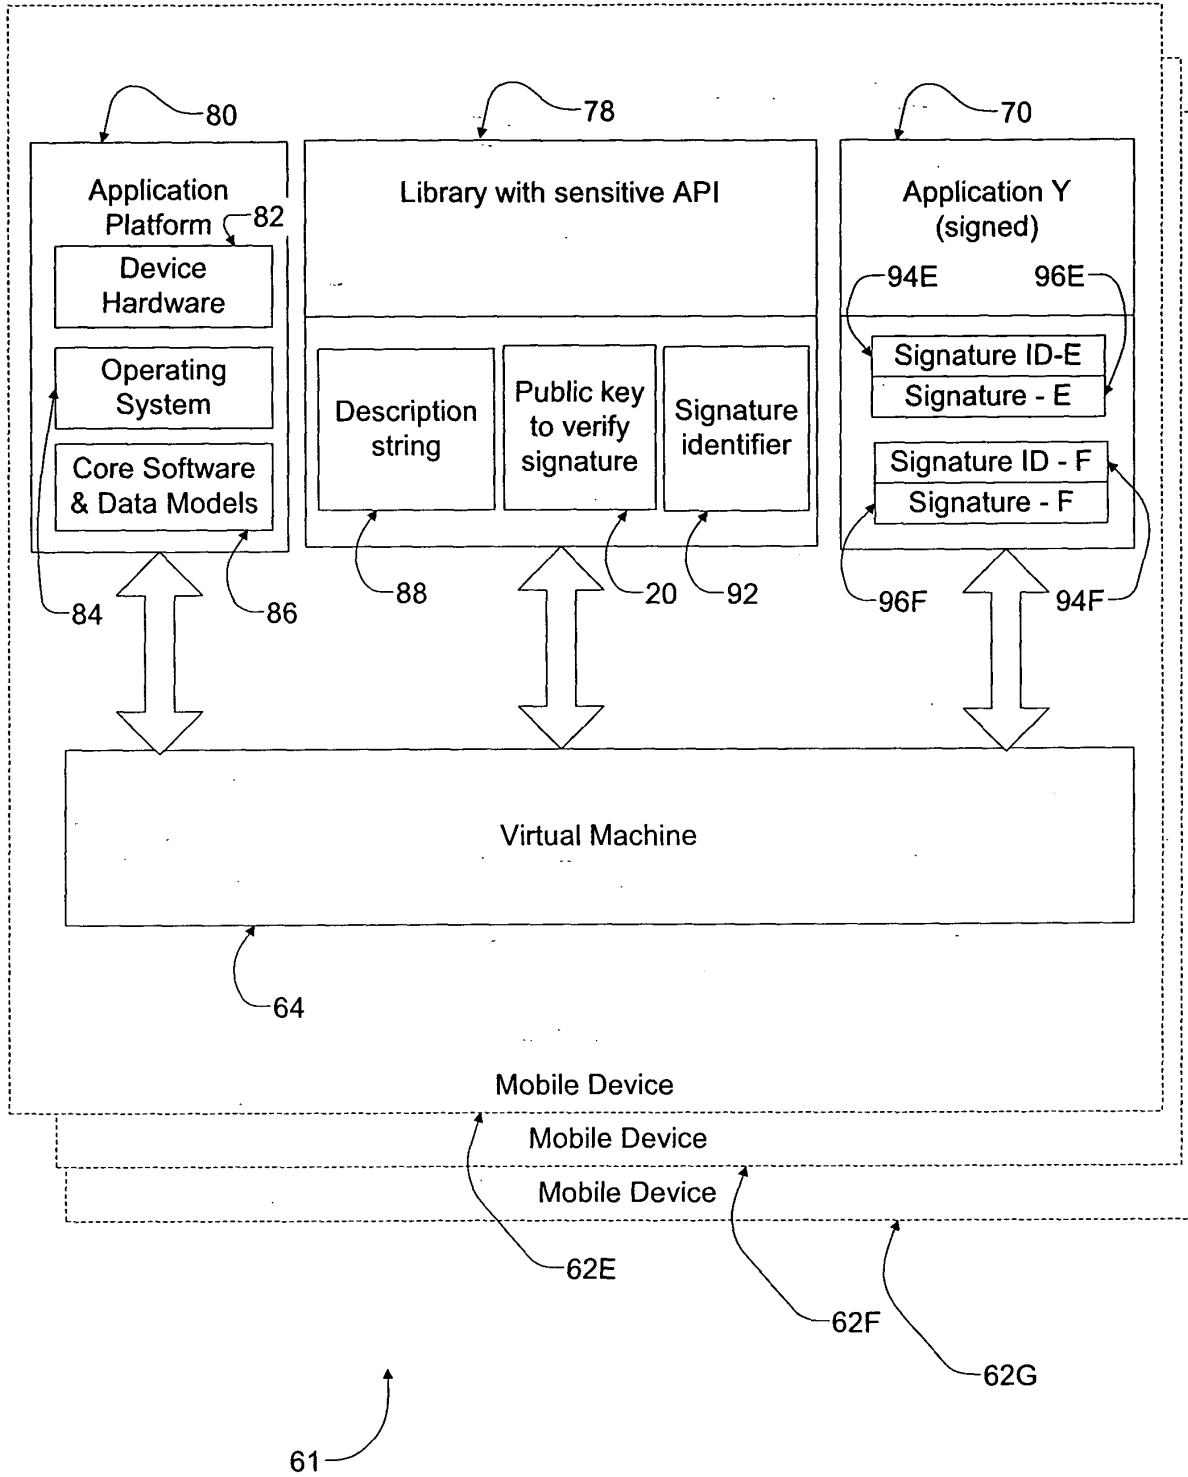 80
78
70
Application
Platform
82
Device
Hardware
Operating
System
Core Software
& Data Models
84
86
Library with sensitive API
Description
string
Public key
to verify
signature
Signature
identifier
88
20
92
Application Y
(signed)
94E
96E
Signature ID-E
Signature - E
Signature ID - F
Signature - F
96F
94F
Virtual Machine
64
Mobile Device
Mobile Device
Mobile Device
62E
62F
62G
61